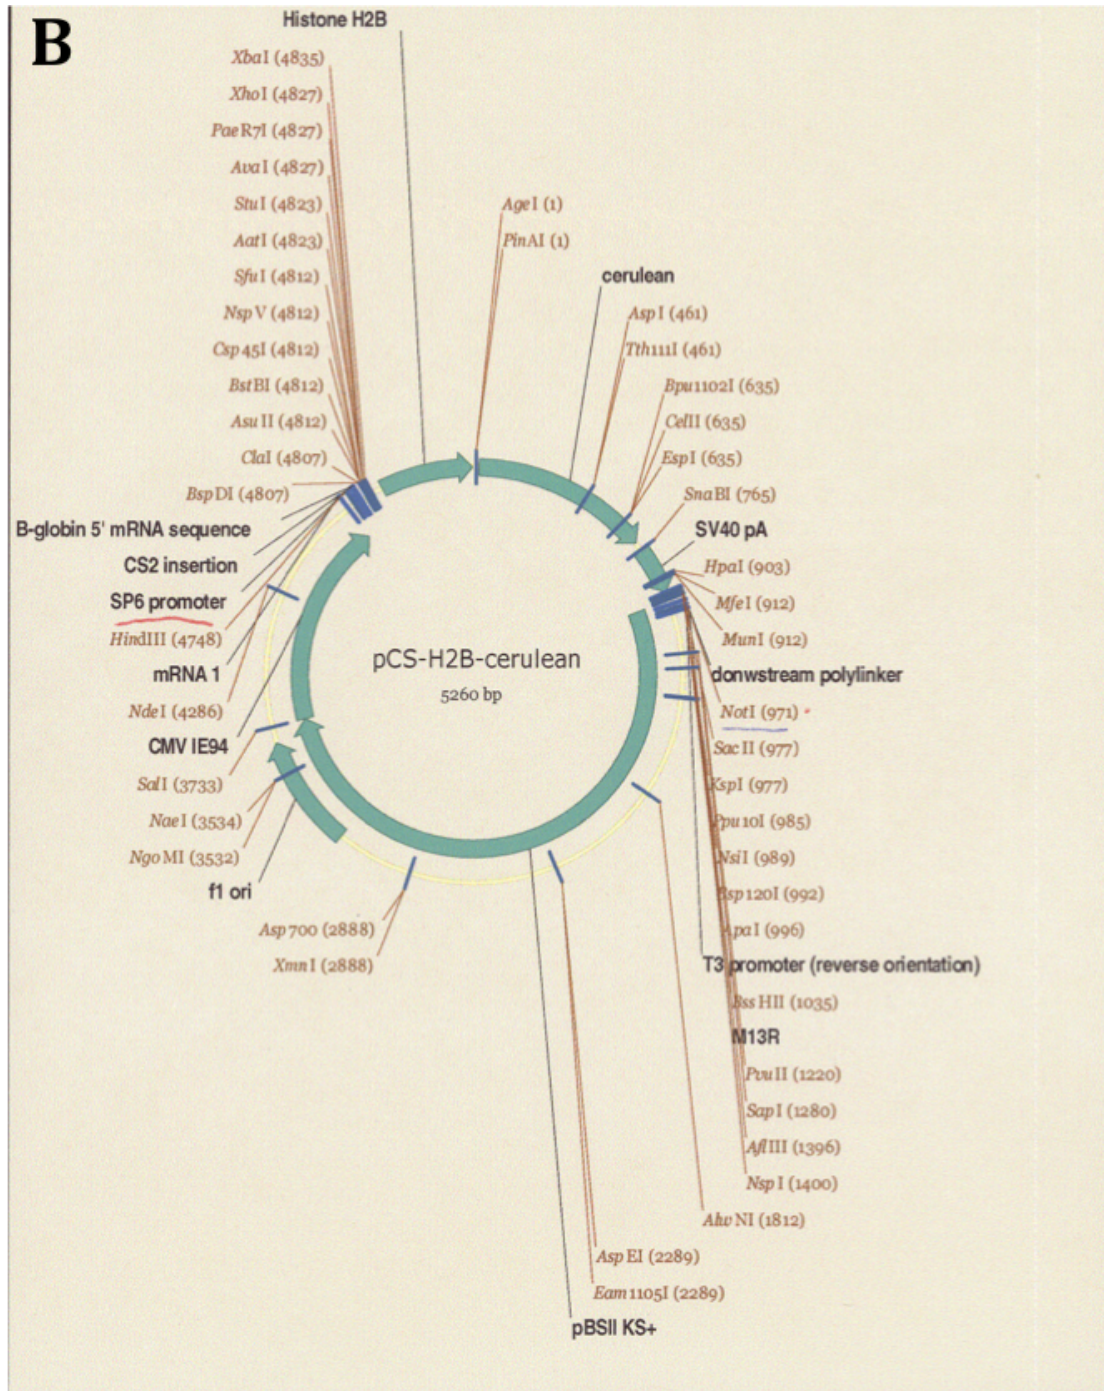 B
Histone H2B
XbaI (4835)
XhoI (4827)
PaeR7I (4827)
AvaI (4827)
StuI (4823)
AatI (4823)
SfuI (4812)
NspV (4812)
Csp45I (4812)
BstBI (4812)
AsuII (4812)
ClaI (4807)
BspDI (4807)
B-globin 5' mRNA sequence
CS2 insertion
SP6 promoter
HindIII (4748)
mRNA 1
NdeI (4286)
CMV IE94
SalI (3733)
NaeI (3534)
NgoMI (3532)
f1 ori
Asp700 (2888)
XmnI (2888)
pCS-H2B-cerulean
5260 bp
AgeI (1)
PinAI (1)
cerulean
AspI (461)
Tth111I (461)
Bpu1102I (635)
CelII (635)
EspI (635)
SnaBI (765)
SV40 pA
HpaI (903)
MfeI (912)
MunI (912)
donwstream polylinker
NotI (971)
SacII (977)
KspI (977)
Ppu10I (985)
NsiI (989)
Bsp120I (992)
ApaI (996)
T3 promoter (reverse orientation)
BssHII (1035)
M13R
PvuII (1220)
SapI (1280)
AflIII (1396)
NspI (1400)
AlwNI (1812)
AspEI (2289)
Eam1105I (2289)
pBSII KS+